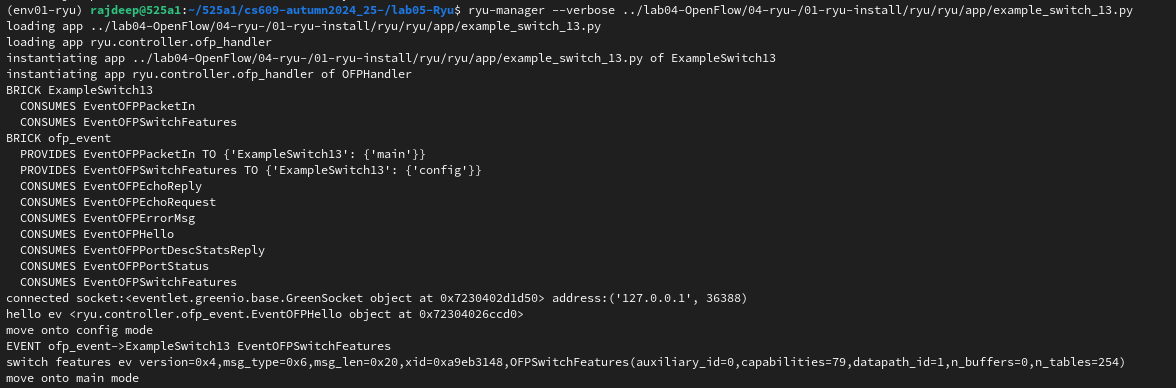 (env01-ryu) rajdeep@525a1:~/525a1/cs609-autumn2024_25-/lab05-Ryu$ ryu-manager --verbose ../lab04-OpenFlow/04-ryu-/01-ryu-install/ryu/ryu/app/example_switch_13.py
loading app ../lab04-OpenFlow/04-ryu-/01-ryu-install/ryu/ryu/app/example_switch_13.py
loading app ryu.controller.ofp_handler
instantiating app ../lab04-OpenFlow/04-ryu-/01-ryu-install/ryu/ryu/app/example_switch_13.py of ExampleSwitch13
instantiating app ryu.controller.ofp_handler of OFPHandler
BRICK ExampleSwitch13
  CONSUMES EventOFPPacketIn
  CONSUMES EventOFPSwitchFeatures
BRICK ofp_event
  PROVIDES EventOFPPacketIn TO {'ExampleSwitch13': {'main'}}
  PROVIDES EventOFPSwitchFeatures TO {'ExampleSwitch13': {'config'}}
  CONSUMES EventOFPEchoReply
  CONSUMES EventOFPEchoRequest
  CONSUMES EventOFPErrorMsg
  CONSUMES EventOFPHello
  CONSUMES EventOFPPortDescStatsReply
  CONSUMES EventOFPPortStatus
  CONSUMES EventOFPSwitchFeatures
connected socket:<eventlet.greenio.base.GreenSocket object at 0x7230402d1d50> address:('127.0.0.1', 36388)
hello ev <ryu.controller.ofp_event.EventOFPHello object at 0x72304026ccd0>
move onto config mode
EVENT ofp_event->ExampleSwitch13 EventOFPSwitchFeatures
switch features ev version=0x4,msg_type=0x6,msg_len=0x20,xid=0xa9eb3148,OFPSwitchFeatures(auxiliary_id=0,capabilities=79,datapath_id=1,n_buffers=0,n_tables=254)
move onto main mode